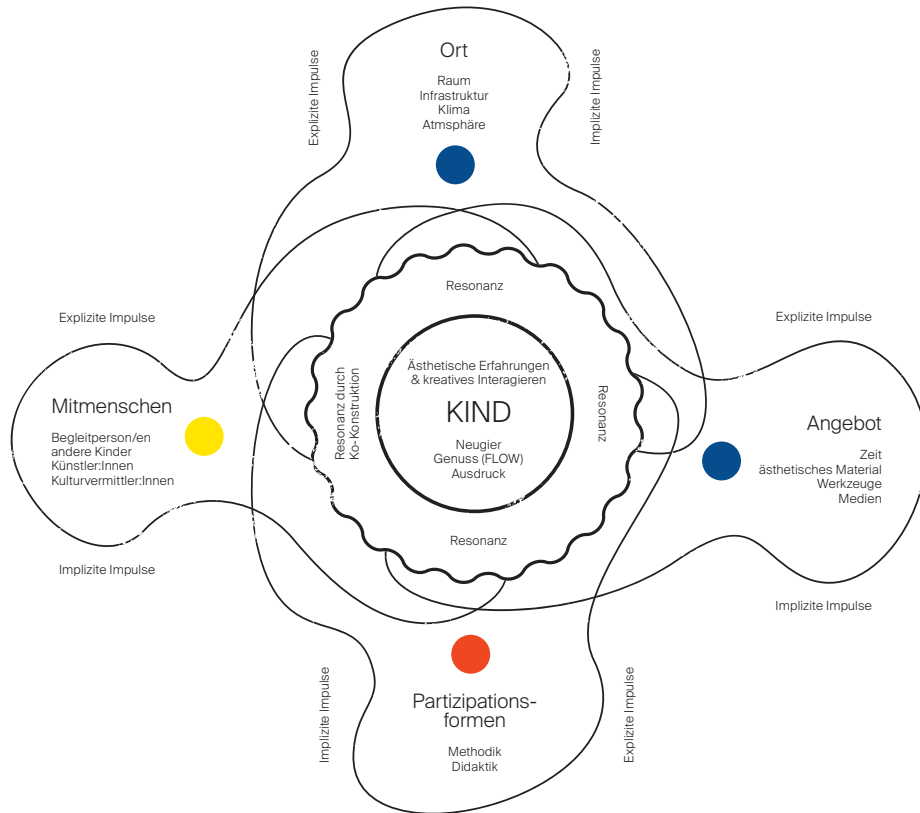 Ort
Raum
Infrastruktur
Klima
Atmsphäre
Explizite Impulse
Implizite Impulse
Resonanz
Explizite Impulse
Mitmenschen
Begleitperson/en
andere Kinder
Künstler:Innen
Kulturvermittler:Innen
Implizite Impulse
Resonanz durch
Ko-Konstruktion
Ästhetische Erfahrungen
& kreatives Interagieren
KIND
Neugier
Genuss (FLOW)
Ausdruck
Resonanz
Explizite Impulse
Angebot
Zeit
ästhetisches Material
Werkzeuge
Medien
Implizite Impulse
Resonanz
Implizite Impulse
Partizipations-
formen
Methodik
Didaktik
Explizite Impulse